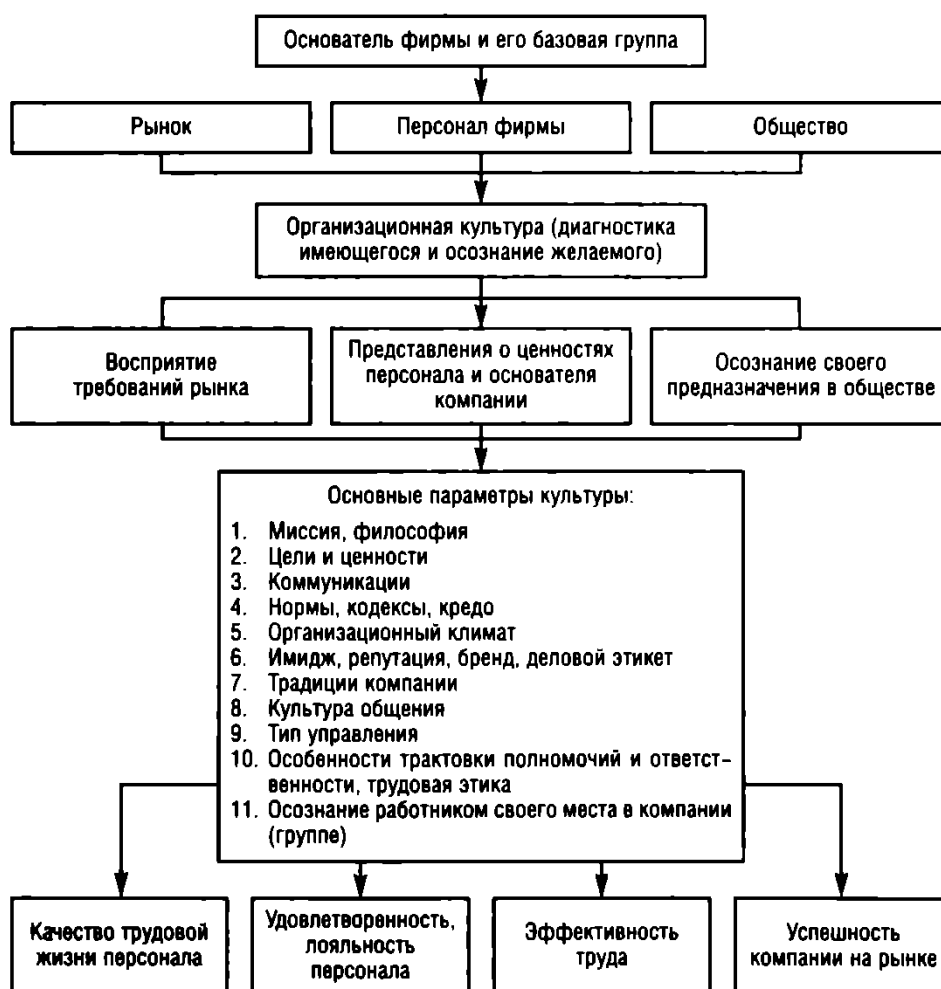 Основатель фирмы и его базовая группа
Рынок
Персонал фирмы
Общество
Организационная культура (диагностика
имеющегося и осознание желаемого)
Восприятие
требований рынка
Представления о ценностях
персонала и основателя
компании
Осознание своего
предназначения в обществе
Основные параметры культуры:
1. Миссия, философия
2. Цели и ценности
3. Коммуникации
4. Нормы, кодексы, кредо
5. Организационный климат
6. Имидж, репутация, бренд, деловой этикет
7. Традиции компании
8. Культура общения
9. Тип управления
10. Особенности трактовки полномочий и ответст-
венности, трудовая этика
11. Осознание работником своего места в компании
(группе)
Качество трудовой
жизни персонала
Удовлетворенность,
лояльность
персонала
Эффективность
труда
Успешность
компании на рынке